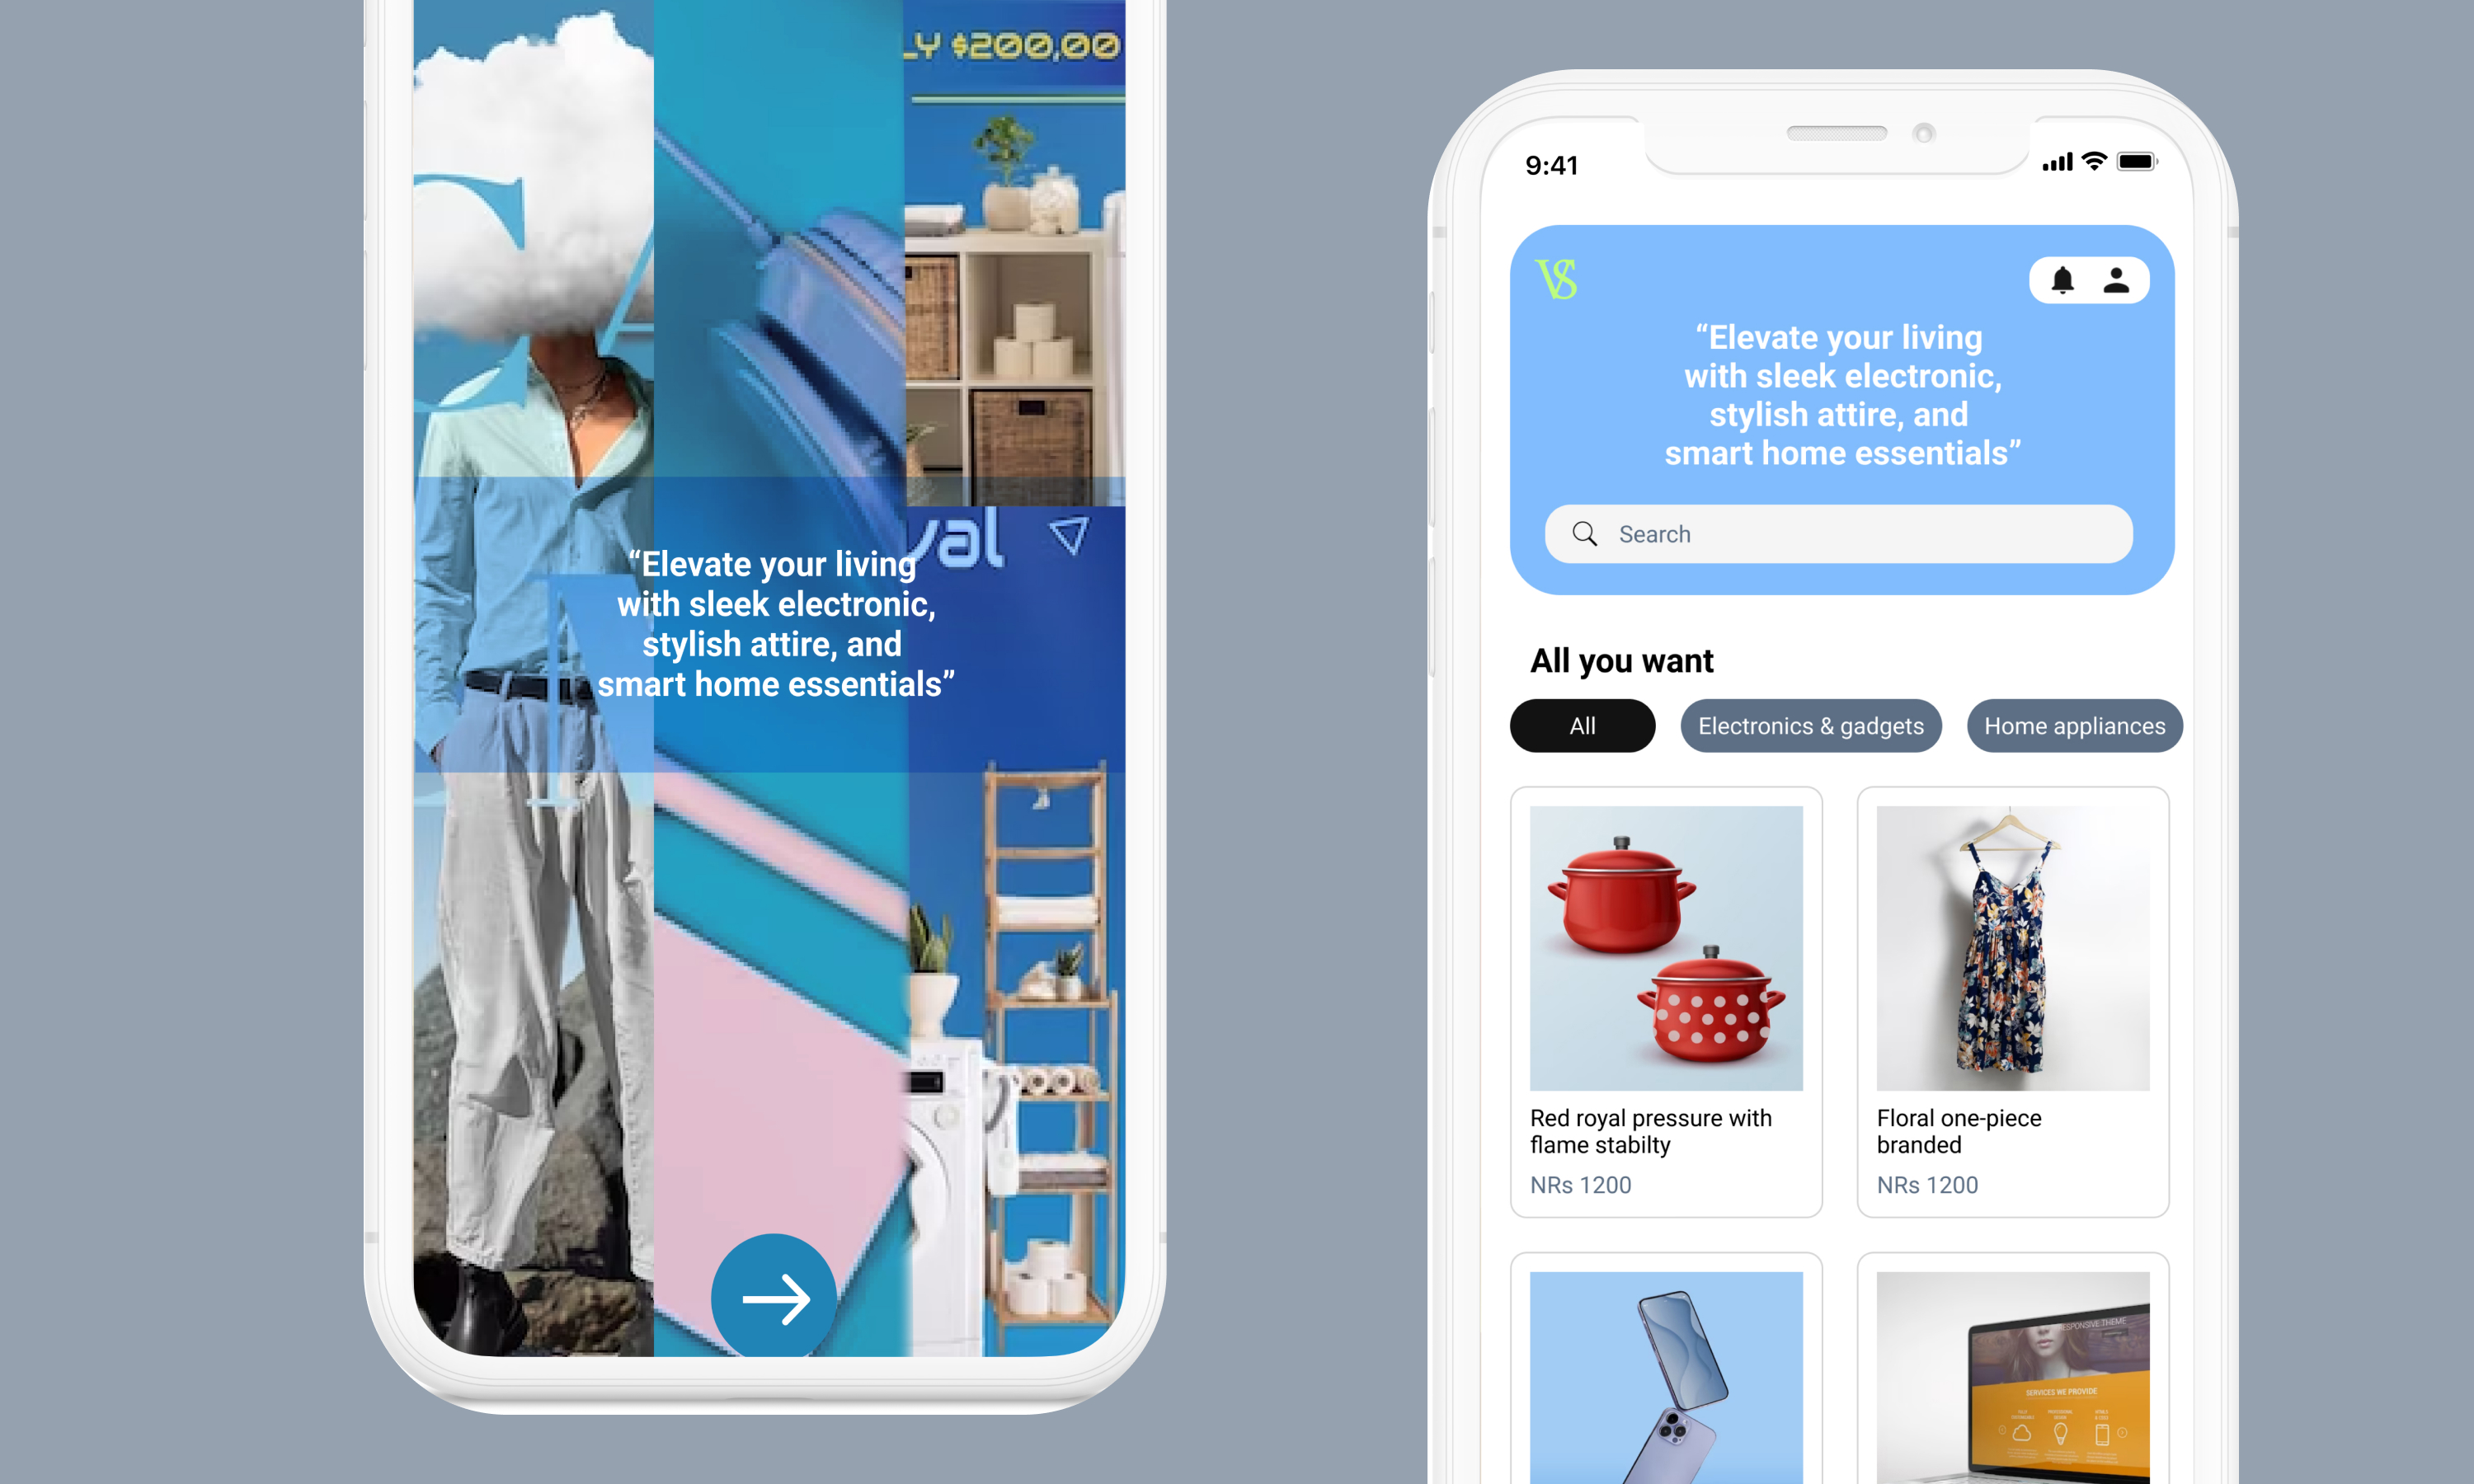 LY $200,00
val
“Elevate your living
with sleek electronic,
stylish attire, and
smart home essentials”
9:41
VS
“Elevate your living
with sleek electronic,
stylish attire, and
smart home essentials”
Search
All you want
All
Electronics & gadgets
Home appliances
Red royal pressure with
flame stabilty
NRs 1200
Floral one-piece
branded
NRs 1200
ESPONSIVE THEME
SERVICES WE PROVIDE